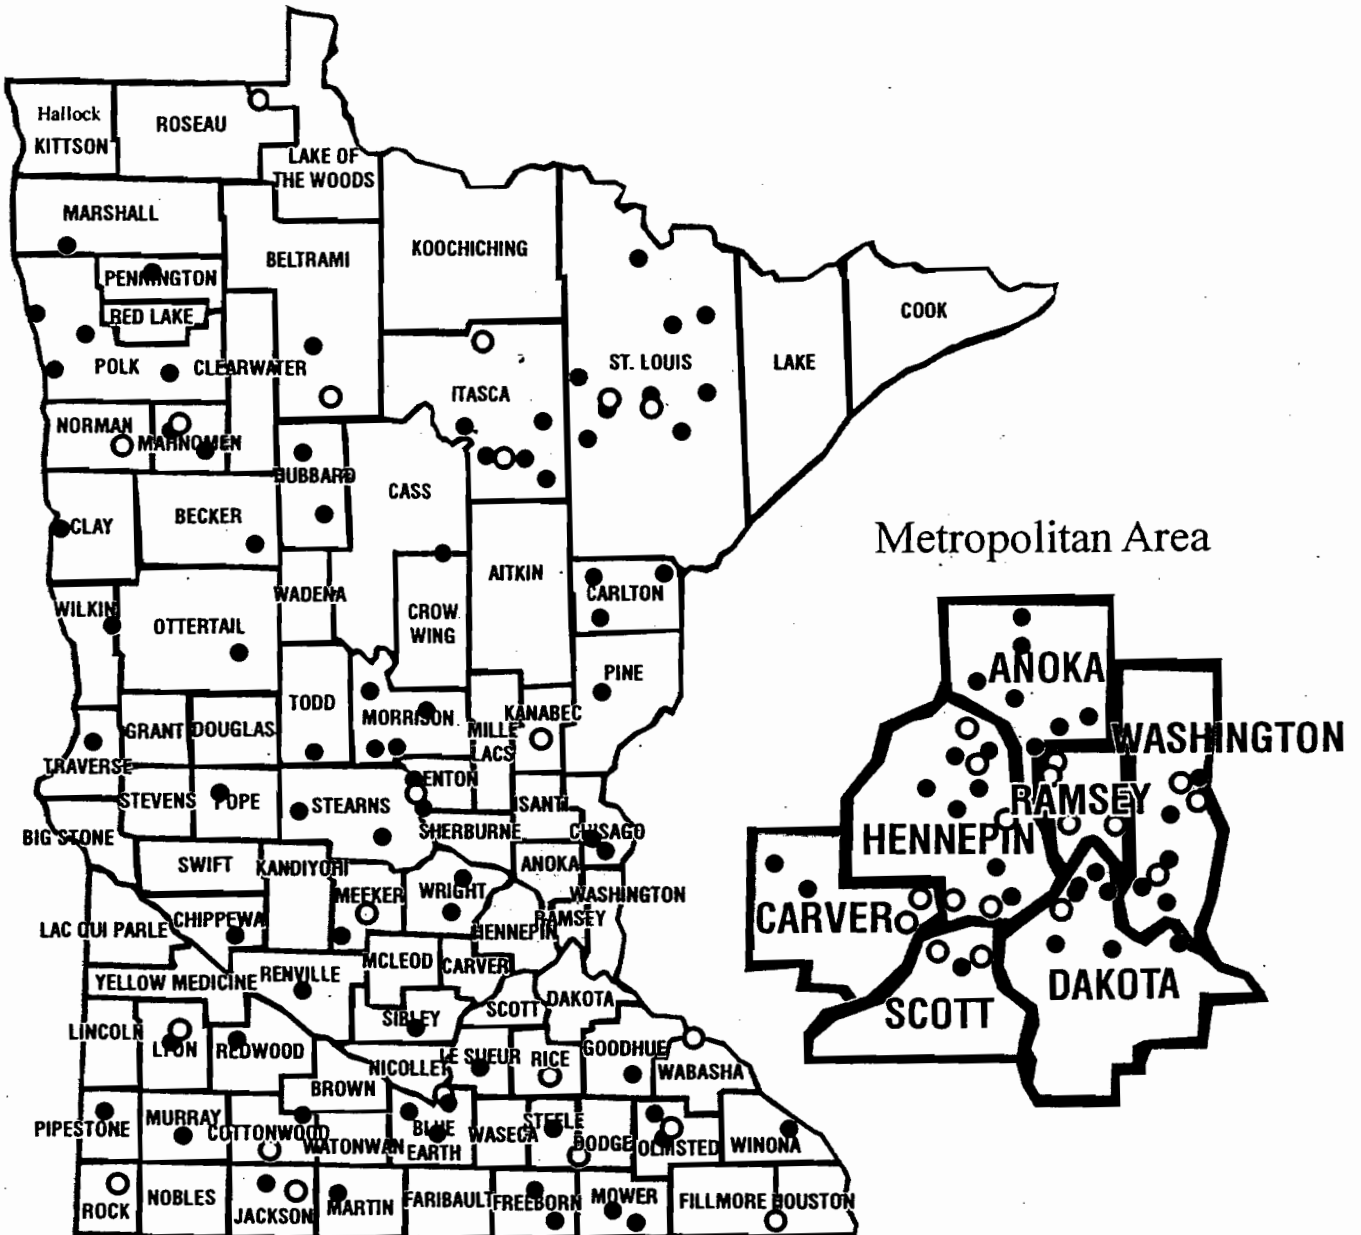 Hallock
KITTSON
ROSEAU
LAKE OF
THE WOODS
MARSHALL
KOOCHICHING
BELTRAMI
PENNINGTON
RED LAKE
COOK
POLK
CLEARWATER
ST. LOUIS
LAKE
ITASCA
NORMAN
MAHNOMEN
HUBBARD
CASS
BECKER
CLAY
Metropolitan Area
AITKIN
WADENA
CARLTON
WILKIN
CROW
WING
OTTERTAIL
PINE
ANOKA
TODD
MORRISON
KANABEC
MILLE
LACS
GRANT
DOUGLAS
WASHINGTON
TRAVERSE
BENTON
STEVENS
POPE
STEARNS
ISANTI
RAMSEY
BIG STONE
SHERBURNE
CHISAGO
HENNEPIN
SWIFT
KANDIYOHI
ANOKA
MEEKER
WRIGHT
WASHINGTON
LAC QUI PARLE
CHIPPEWA
RAMSEY
HENNEPIN
CARVER
MCLEOD
CARVER
YELLOW MEDICINE
RENVILLE
DAKOTA
SCOTT
DAKOTA
SCOTT
SIBLEY
LINCOLN
LYON
REDWOOD
NICOLLET
LE SUEUR
RICE
GOODHUE
WABASHA
BROWN
PIPESTONE
MURRAY
COTTONWOOD
WATONWAN
BLUE
EARTH
WASECA
STEELE
DODGE
OLMSTED
WINONA
ROCK
NOBLES
JACKSON
MARTIN
FARIBAULT
FREEBORN
MOWER
FILLMORE
HOUSTON